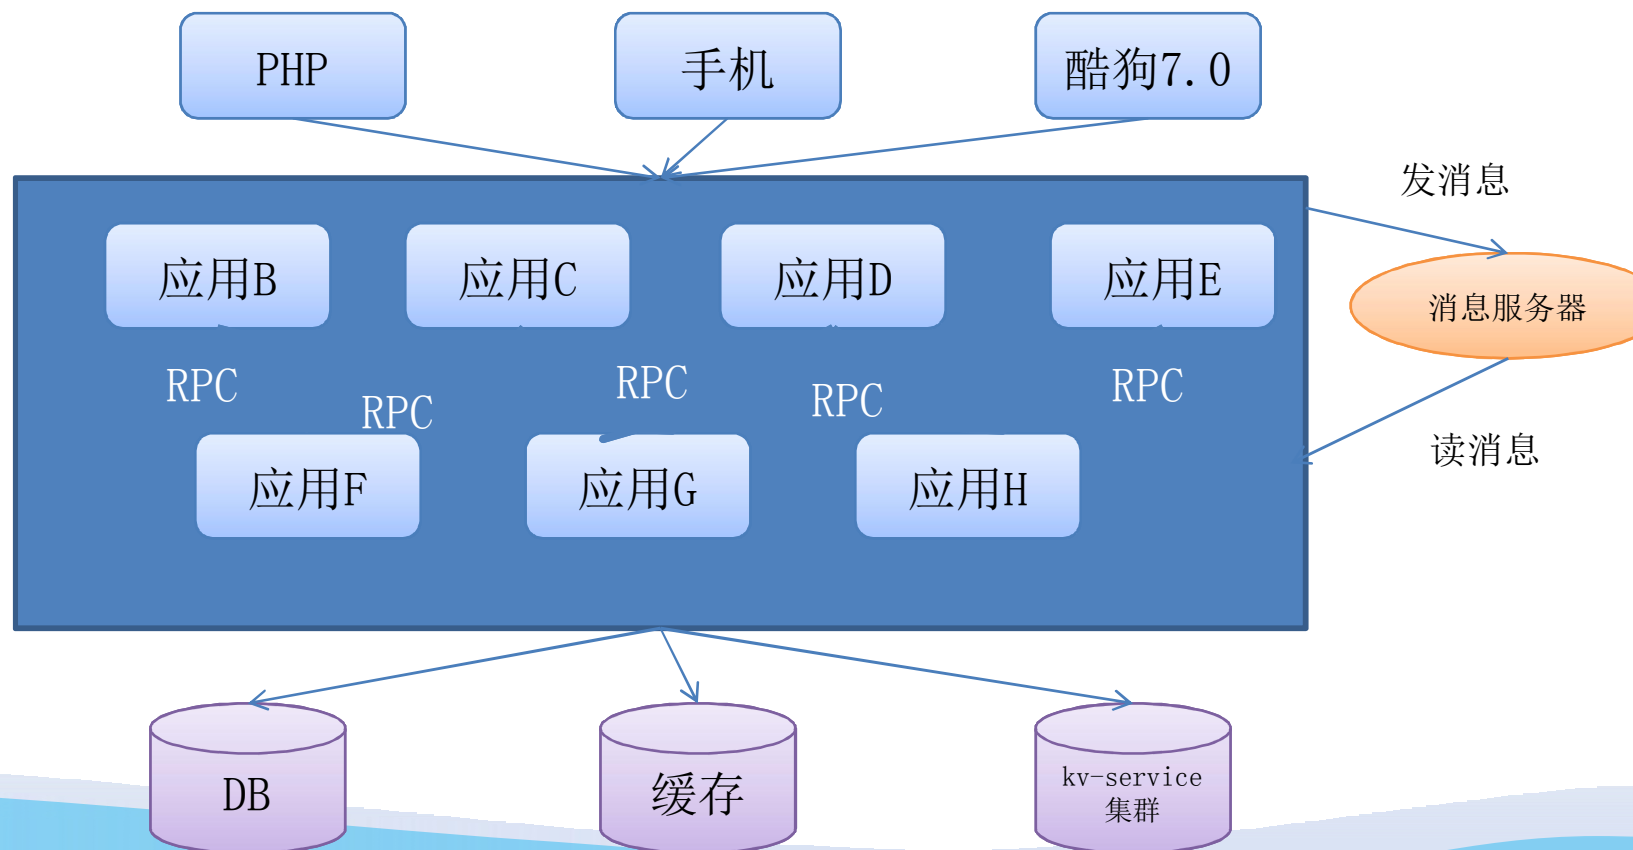 PHP
手机
酷狗7.0
发消息
应用B
应用C
应用D
应用E
消息服务器
RPC
RPC
RPC
RPC
RPC
读消息
应用F
应用G
应用H
DB
缓存
kv-service
集群